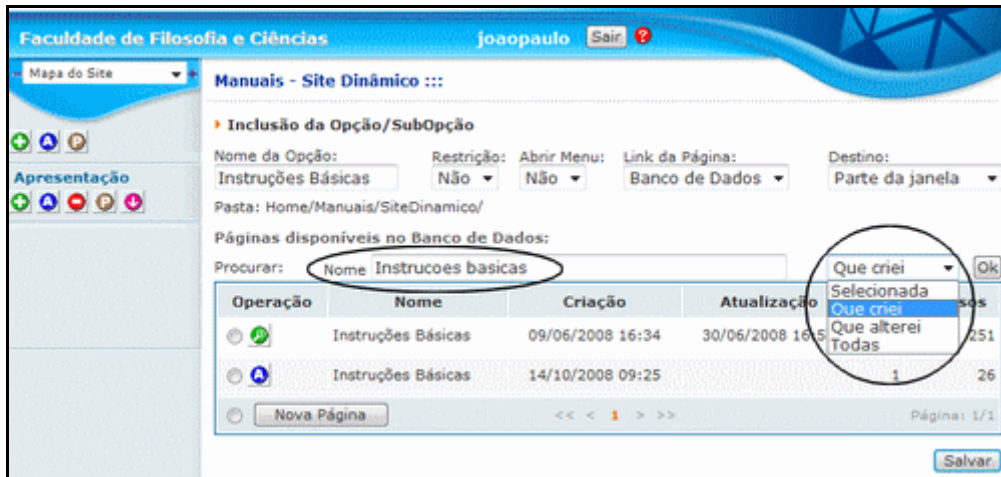 Faculdade de Filosofia e Ciências joaopaulo Sair ?
Mapa do Site
Manuais - Site Dinâmico :::
Inclusão da Opção/SubOpção
A P
Nome da Opção: Restrição: Abrir Menu: Link da Página: Destino:
Apresentação Instruções Básicas Não Não Banco de Dados Parte da janela
A P
Pasta: Home/Manuais/SiteDinamico/
Páginas disponíveis no Banco de Dados:
Procurar: Nome Instrucoes basicas Que criei Ok
Selecionada
Que criei
Que alterei
Todas
Operação Nome Criação Atualização sos
Instruções Básicas 09/06/2008 16:34 30/06/2008 16:5 251
A Instruções Básicas 14/10/2008 09:25 1 26
Nova Página << < 1 > >> Página: 1/1
Salvar